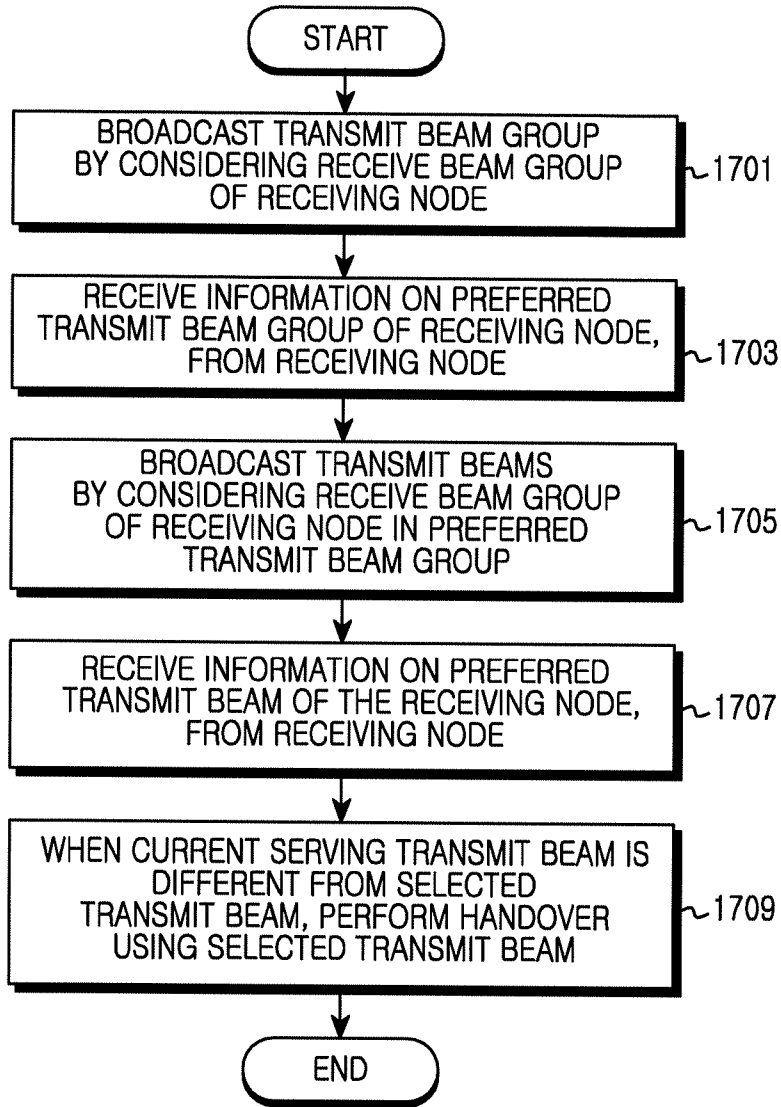 START
BROADCAST TRANSMIT BEAM GROUP
BY CONSIDERING RECEIVE BEAM GROUP
OF RECEIVING NODE
1701
RECEIVE INFORMATION ON PREFERRED
TRANSMIT BEAM GROUP OF RECEIVING NODE,
FROM RECEIVING NODE
1703
BROADCAST TRANSMIT BEAMS
BY CONSIDERING RECEIVE BEAM GROUP
OF RECEIVING NODE IN PREFERRED
TRANSMIT BEAM GROUP
1705
RECEIVE INFORMATION ON PREFERRED
TRANSMIT BEAM OF THE RECEIVING NODE,
FROM RECEIVING NODE
1707
WHEN CURRENT SERVING TRANSMIT BEAM IS
DIFFERENT FROM SELECTED
TRANSMIT BEAM, PERFORM HANDOVER
USING SELECTED TRANSMIT BEAM
1709
END